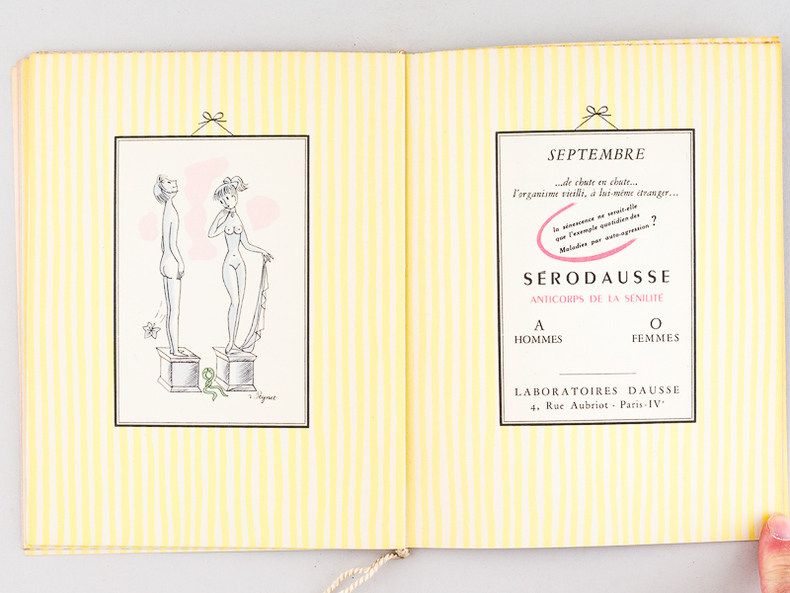 r. Peynet
SEPTEMBRE
...de chute en chute...
l'organisme vieilli, à lui-même étranger...
la sénescence ne serait-elle
que l'exemple quotidien des
Maladies par auto-agression ?
SÉRODAUSSE
ANTICORPS DE LA SÉNILITÉ
A O
HOMMES FEMMES
LABORATOIRES DAUSSE
4, Rue Aubriot - Paris-IVᵉ